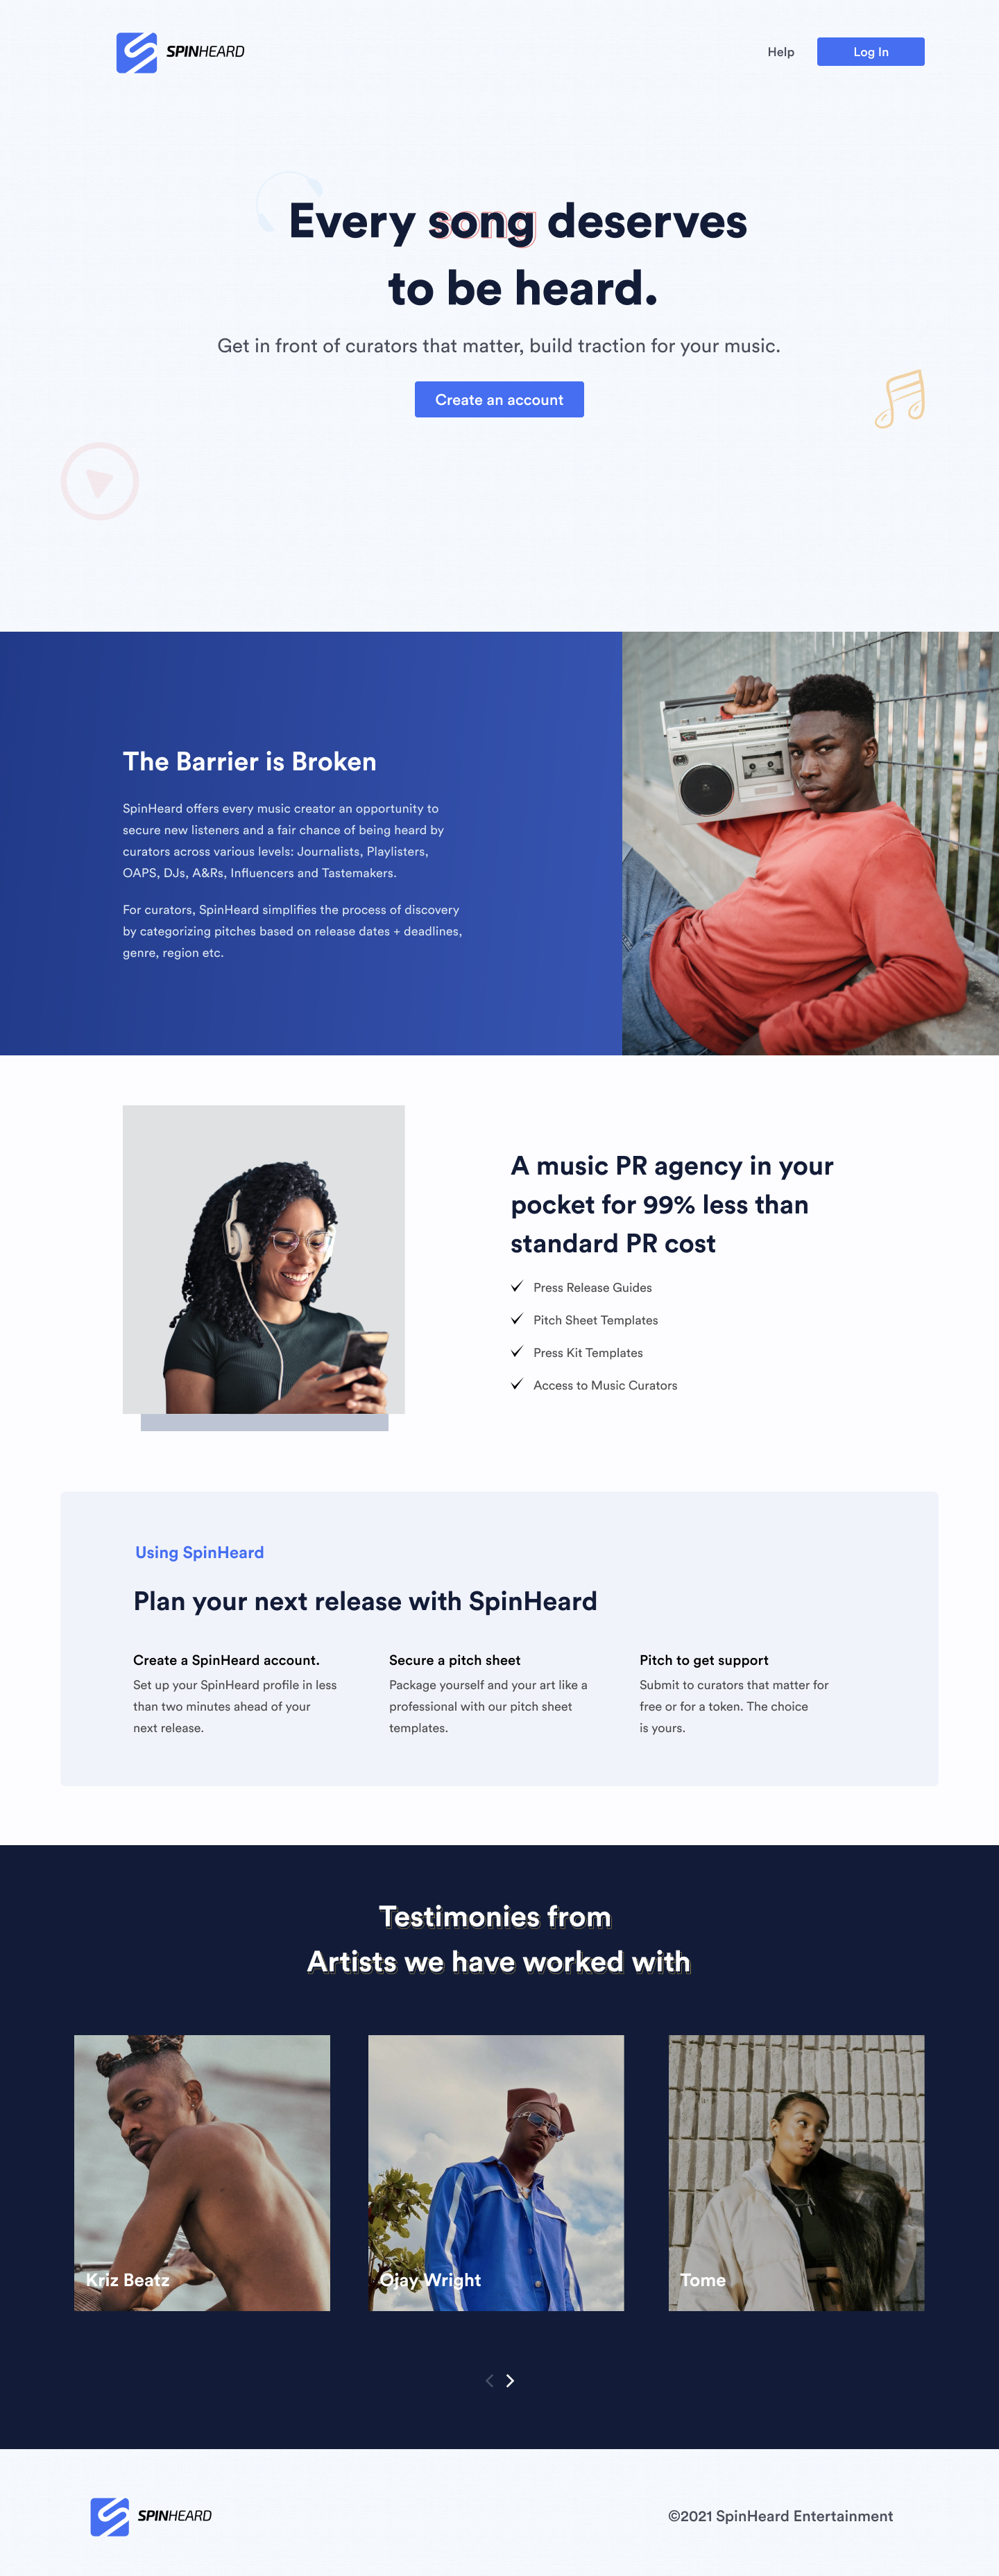 SPINHEARD
Help
Log In
Every song deserves
to be heard.
Get in front of curators that matter, build traction for your music.
Create an account
The Barrier is Broken
SpinHeard offers every music creator an opportunity to
secure new listeners and a fair chance of being heard by
curators across various levels: Journalists, Playlisters,
OAPS, DJs, A&Rs, Influencers and Tastemakers.
For curators, SpinHeard simplifies the process of discovery
by categorizing pitches based on release dates + deadlines,
genre, region etc.
A music PR agency in your
pocket for 99% less than
standard PR cost
Press Release Guides
Pitch Sheet Templates
Press Kit Templates
Access to Music Curators
Using SpinHeard
Plan your next release with SpinHeard
Create a SpinHeard account.
Set up your SpinHeard profile in less
than two minutes ahead of your
next release.
Secure a pitch sheet
Package yourself and your art like a
professional with our pitch sheet
templates.
Pitch to get support
Submit to curators that matter for
free or for a token. The choice
is yours.
Testimonies from
Artists we have worked with
Kriz Beatz
Ojay Wright
Tome
SPINHEARD
©2021 SpinHeard Entertainment